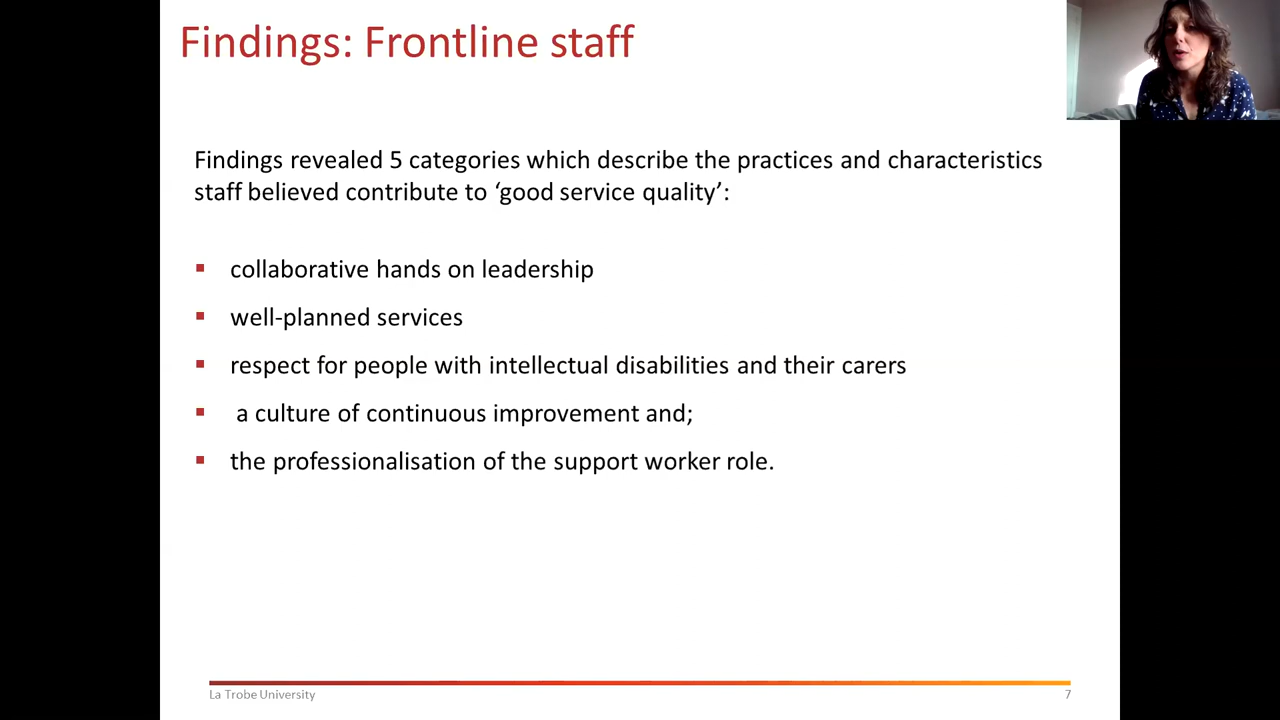 Findings: Frontline staff
Findings revealed 5 categories which describe the practices and characteristics
staff believed contribute to ‘good service quality’:
▪ collaborative hands on leadership
▪ well-planned services
▪ respect for people with intellectual disabilities and their carers
▪ a culture of continuous improvement and;
▪ the professionalisation of the support worker role.
La Trobe University
7